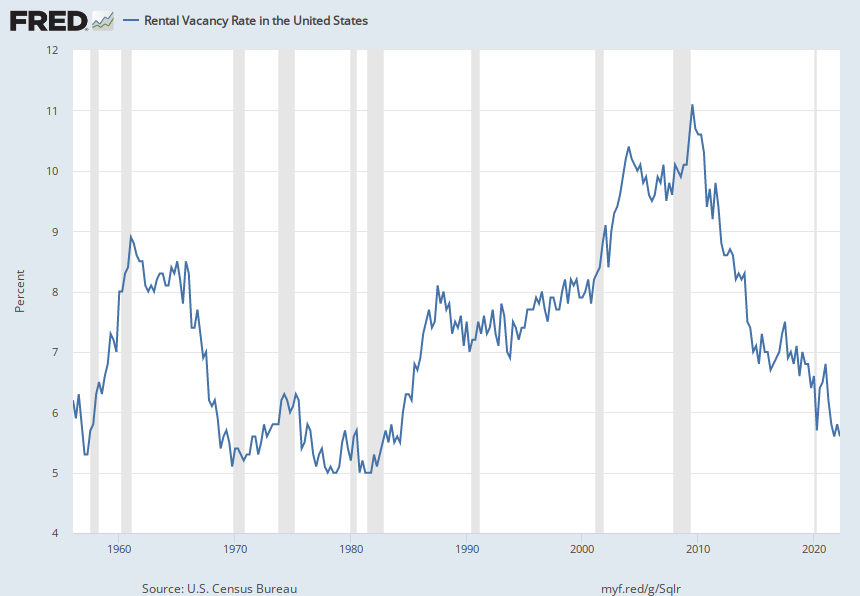 FRED
Rental Vacancy Rate in the United States
12
11
10
9
8
7
6
5
4
Percent
1960 1970 1980 1990 2000 2010 2020
Source: U.S. Census Bureau
myf.red/g/Sqlr